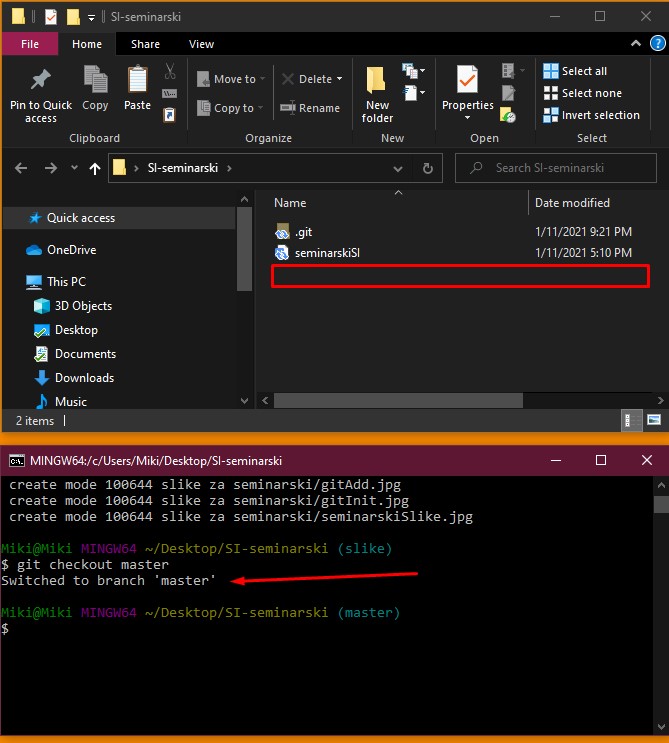 SI-seminarski
File Home Share View
Pin to Quick access
Copy
Paste
Move to
Copy to
Delete
Rename
New folder
Properties
Select all
Select none
Invert selection
Clipboard Organize New Open Select
SI-seminarski
Search SI-seminarski
Name Date modified
Quick access
OneDrive
This PC
3D Objects
Desktop
Documents
Downloads
Music
.git 1/11/2021 9:21 PM
seminarskiSI 1/11/2021 5:10 PM
2 items
MINGW64:/c/Users/Miki/Desktop/SI-seminarski
create mode 100644 slike za seminarski/gitAdd.jpg
create mode 100644 slike za seminarski/gitInit.jpg
create mode 100644 slike za seminarski/seminarskiSlike.jpg
Miki@Miki MINGW64 ~/Desktop/SI-seminarski (slike)
$ git checkout master
Switched to branch 'master'
Miki@Miki MINGW64 ~/Desktop/SI-seminarski (master)
$